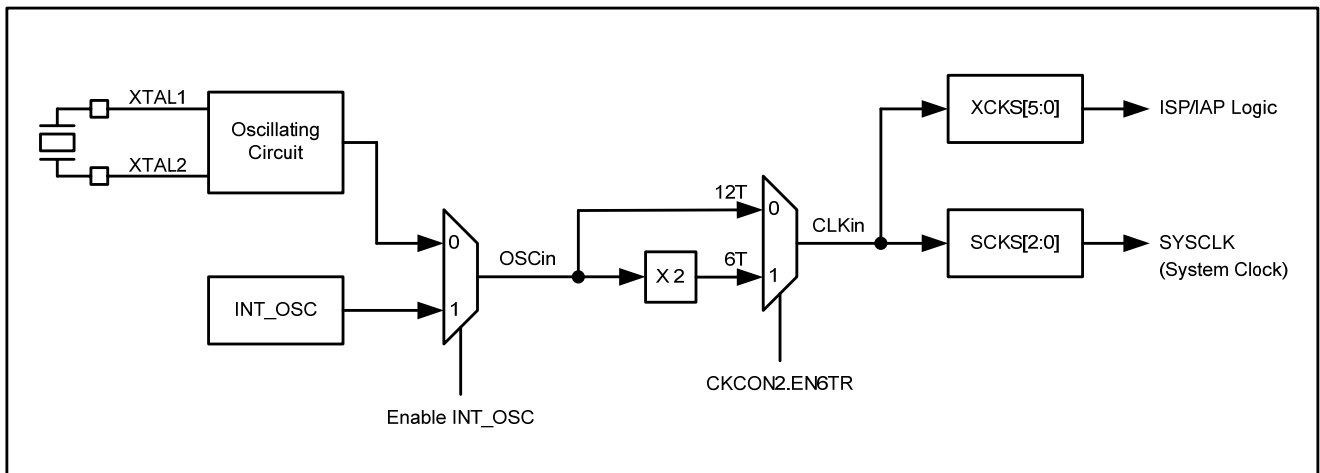 XTAL1
XTAL2
Oscillating
Circuit
INT_OSC
0
1
Enable INT_OSC
OSCin
12T
6T
X 2
0
1
CKCON2.EN6TR
CLKin
XCKS[5:0]
ISP/IAP Logic
SCKS[2:0]
SYSCLK
(System Clock)